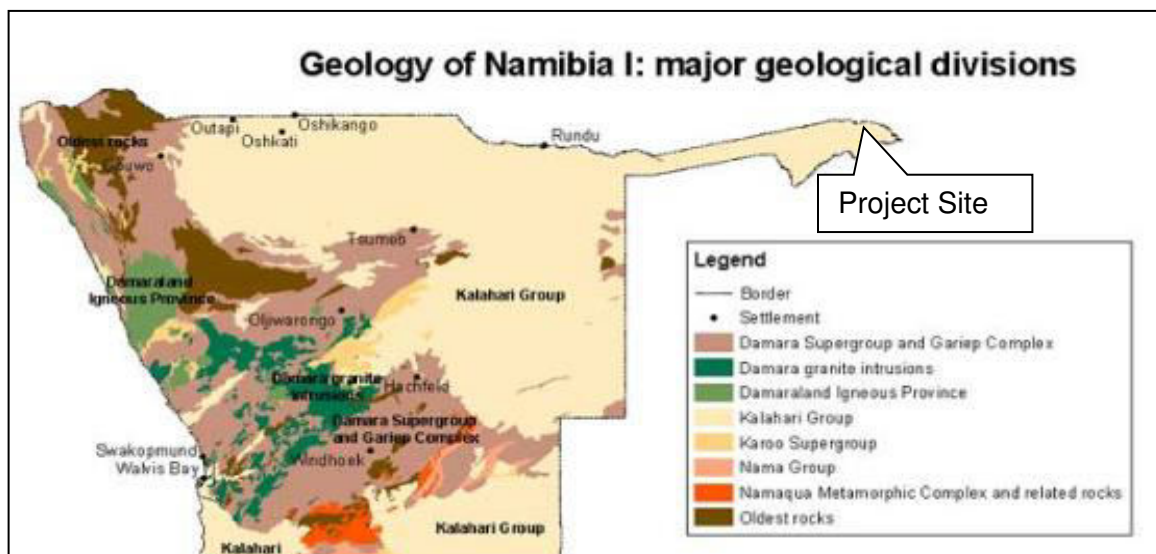 Geology of Namibia I: major geological divisions
Oshikango
Outapi
Oshkati
Rundu
Oldest rocks
Opuwo
Project Site
Tsumeb
Damaraland
Igneous Province
Kalahari Group
Otjiwarongo
Damara granite
intrusions
Hochfeld
Damara Supergroup
and Gariep Complex
Swakopmund
Walvis Bay
Windhoek
Kalahari Group
Kalahari
Legend
Border
Settlement
Damara Supergroup and Gariep Complex
Damara granite intrusions
Damaraland Igneous Province
Kalahari Group
Karoo Supergroup
Nama Group
Namaqua Metamorphic Complex and related rocks
Oldest rocks